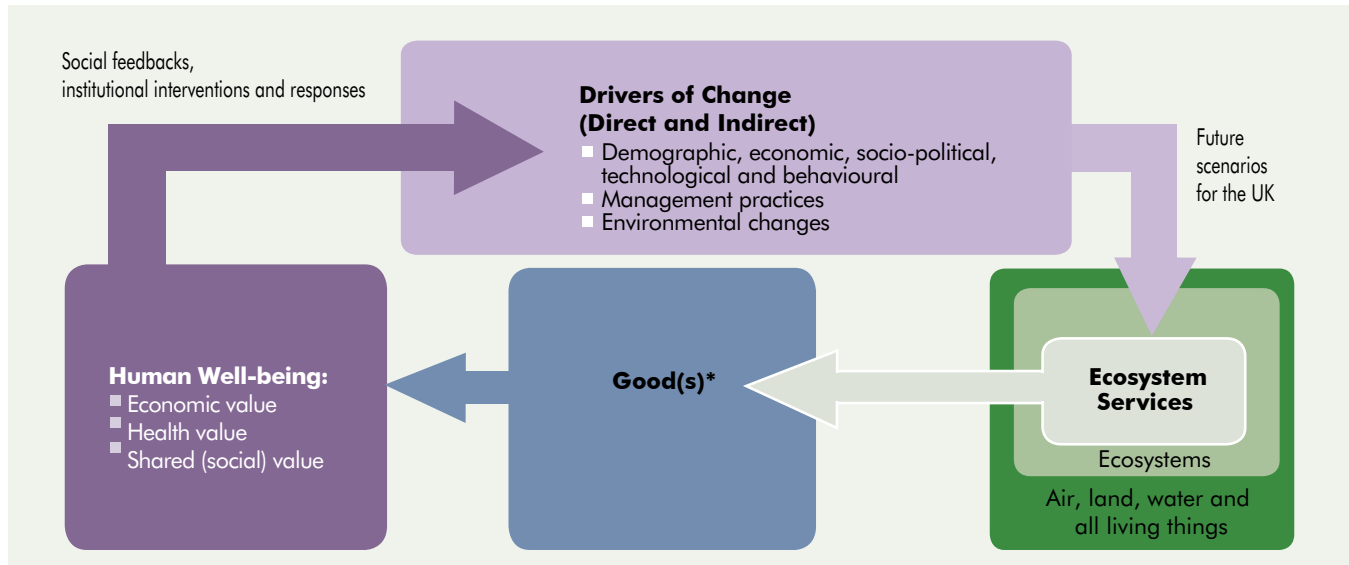 Social feedbacks,
institutional interventions and responses
Drivers of Change
(Direct and Indirect)
Demographic, economic, socio-political,
technological and behavioural
Management practices
Environmental changes
Future
scenarios
for the UK
Human Well-being:
Economic value
Health value
Shared (social) value
Good(s)*
Ecosystem
Services
Ecosystems
Air, land, water and
all living things